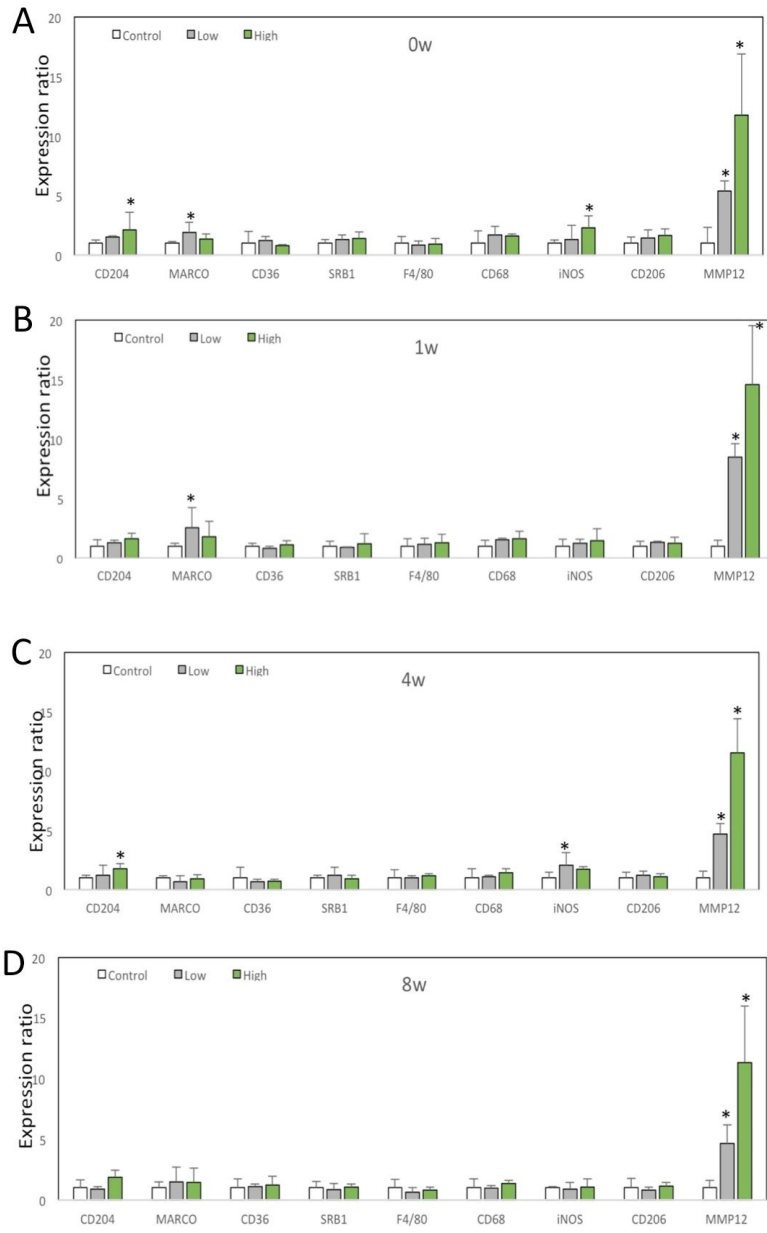 A
20
Control Low High
0w
*
*
15
Expression ratio
10
* * *
*
5
0
CD204 MARCO CD36 SRB1 F4/80 CD68 iNOS CD206 MMP12
B
20
*
Control Low High
1w
15
Expression ratio
10
*
*
5
0
CD204 MARCO CD36 SRB1 F4/80 CD68 iNOS CD206 MMP12
C
20
Control Low High
4w
*
15
Expression ratio
10
*
5
* *
0
CD204 MARCO CD36 SRB1 F4/80 CD68 iNOS CD206 MMP12
D
20
Control Low High
8w
*
15
Expression ratio
10
*
5
0
CD204 MARCO CD36 SRB1 F4/80 CD68 iNOS CD206 MMP12